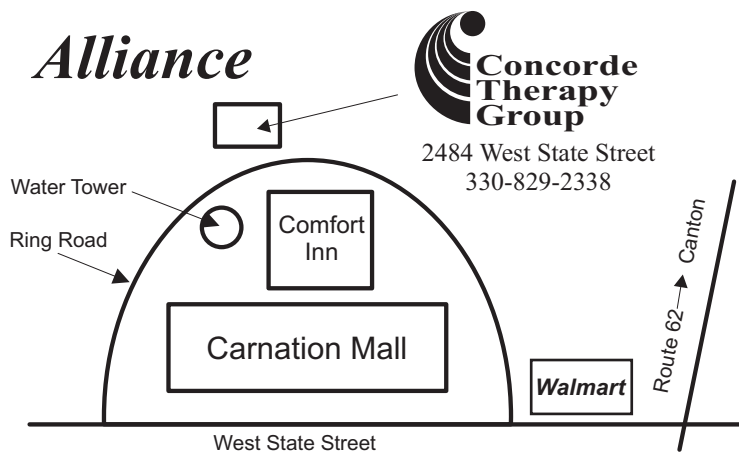 Alliance
Concorde
Therapy
Group
2484 West State Street
330-829-2338
Water Tower
Ring Road
Comfort
Inn
Carnation Mall
Walmart
Route 62
Canton
West State Street